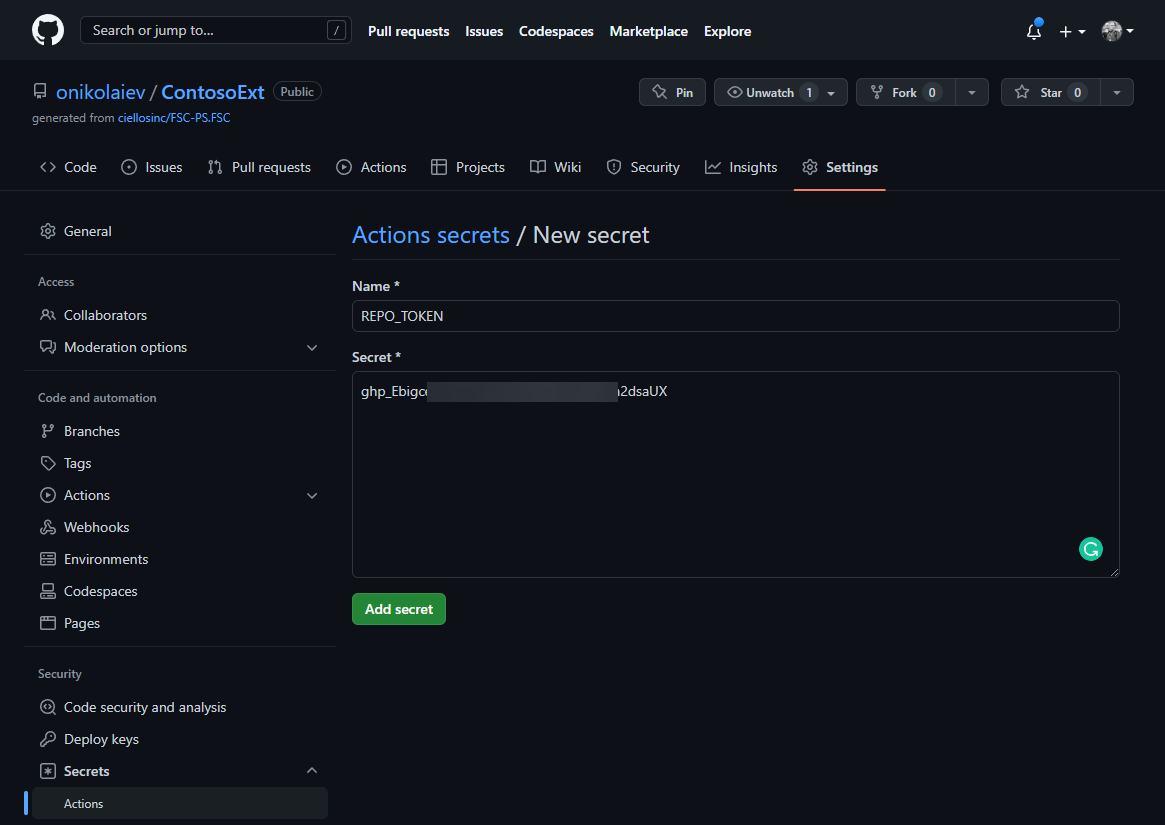 Search or jump to... /
Pull requests Issues Codespaces Marketplace Explore
onikolaiev / ContosoExt Public
Pin Unwatch 1 Fork 0 Star 0
generated from ciellosinc/FSC-PS.FSC
Code Issues Pull requests Actions Projects Wiki Security Insights Settings
General
Access
Collaborators
Moderation options
Code and automation
Branches
Tags
Actions
Webhooks
Environments
Codespaces
Pages
Security
Code security and analysis
Deploy keys
Secrets
Actions
Actions secrets / New secret
Name *
REPO_TOKEN
Secret *
ghp_Ebigc 2dsaUX
Add secret